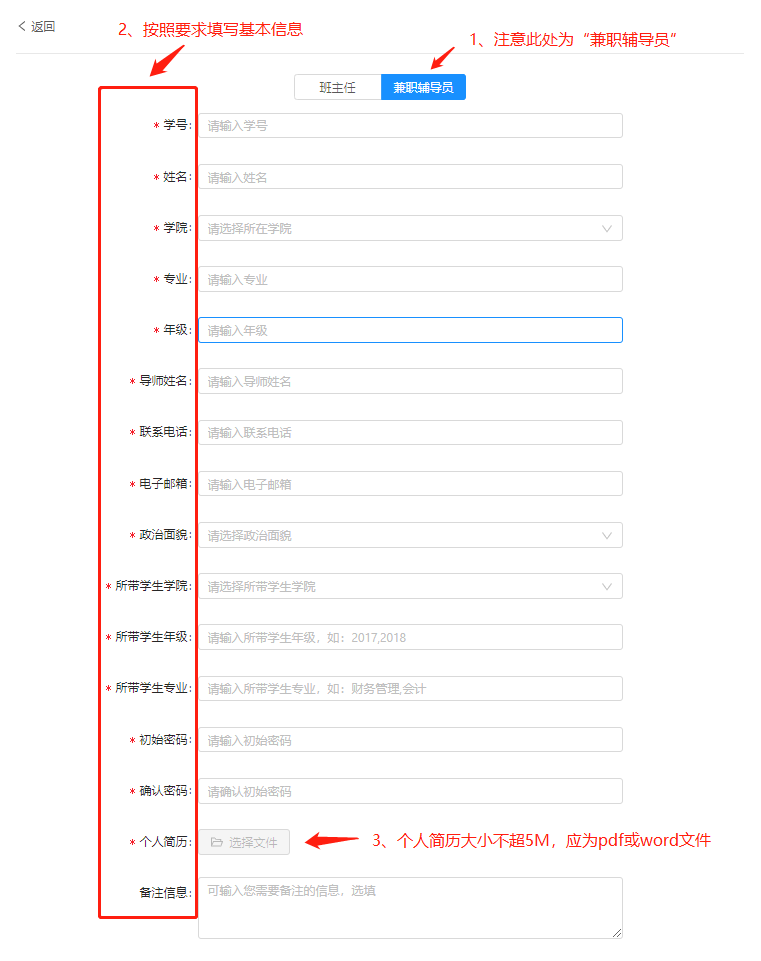 返回
2、按照要求填写基本信息
1、注意此处为“兼职辅导员”
班主任 兼职辅导员
* 学号: 请输入学号
* 姓名: 请输入姓名
* 学院: 请选择所在学院
* 专业: 请输入专业
* 年级: 请输入年级
* 导师姓名: 请输入导师姓名
* 联系电话: 请输入联系电话
* 电子邮箱: 请输入电子邮箱
* 政治面貌: 请选择政治面貌
* 所带学生学院: 请选择所带学生学院
* 所带学生年级: 请输入所带学生年级，如：2017,2018
* 所带学生专业: 请输入所带学生专业，如：财务管理,会计
* 初始密码: 请输入初始密码
* 确认密码: 请确认初始密码
* 个人简历: 选择文件 3、个人简历大小不超5M，应为pdf或word文件
备注信息: 可输入您需要备注的信息，选填